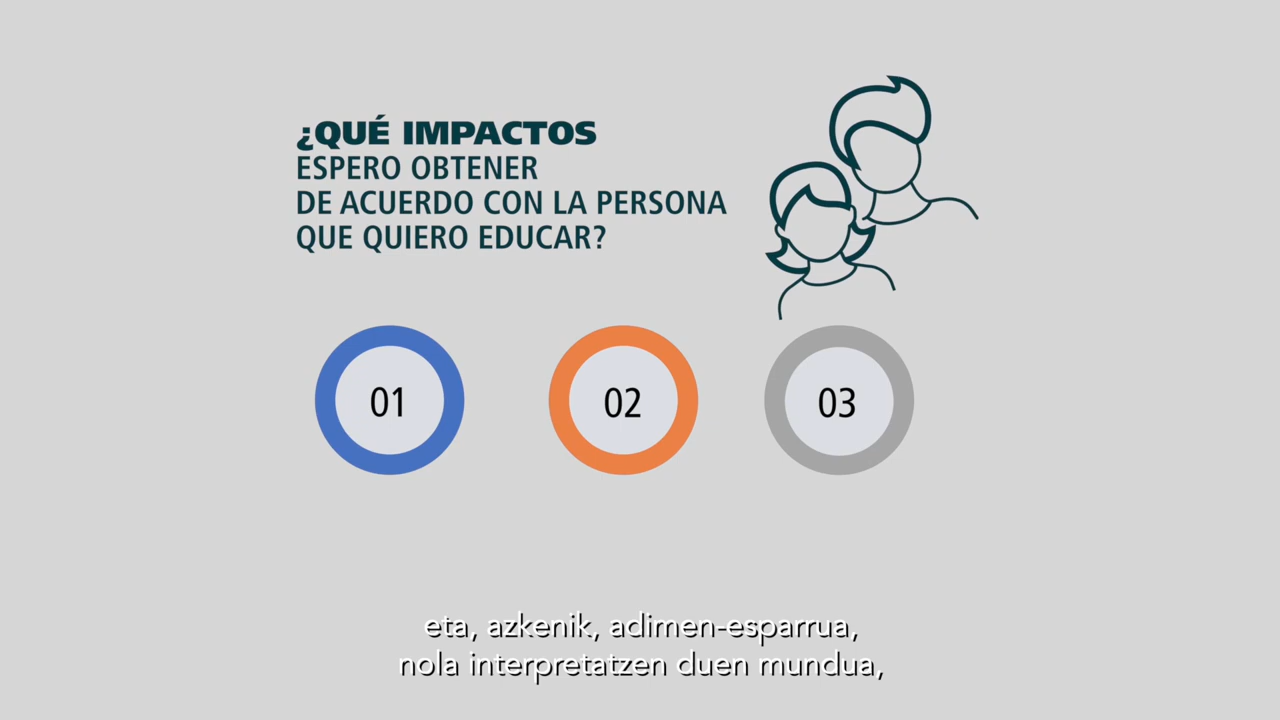 ¿QUÉ IMPACTOS
ESPERO OBTENER
DE ACUERDO CON LA PERSONA
QUE QUIERO EDUCAR?
01
02
03
eta, azkenik, adimen-esparrua,
nola interpretatzen duen mundua,